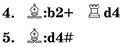 4. ♗:b2+ ♖d4
5. ♗:d4#